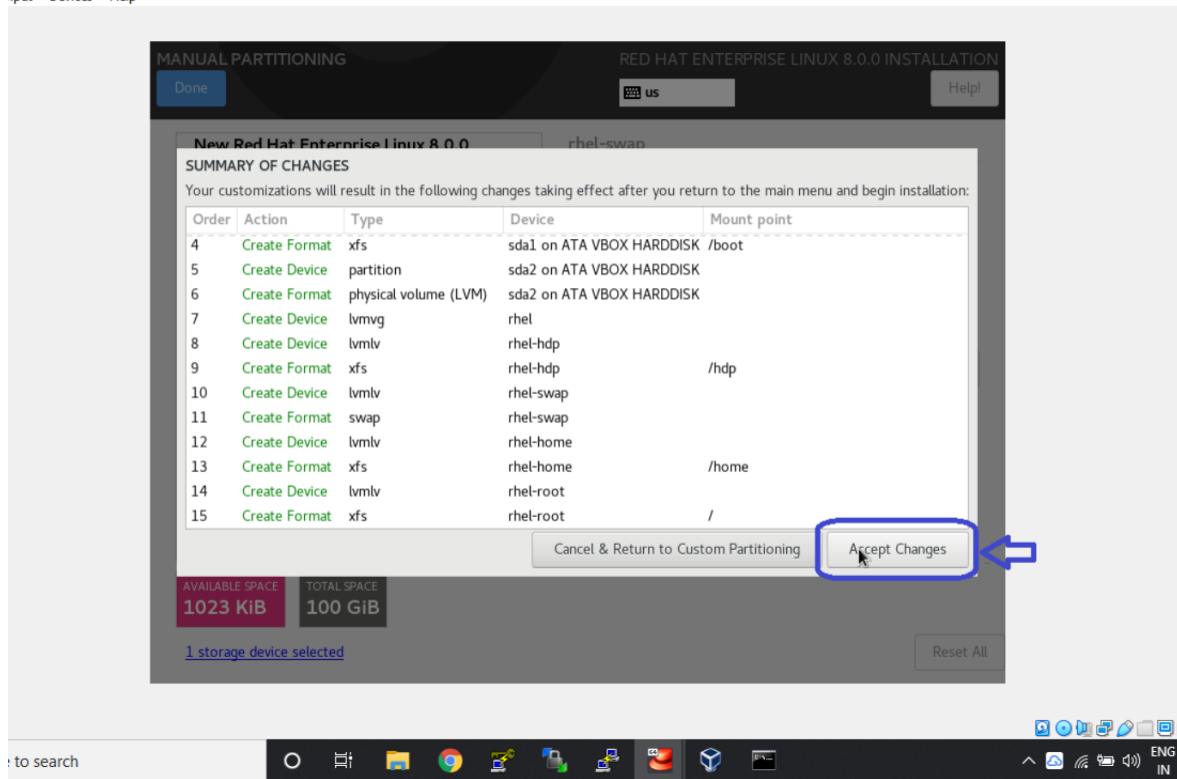 MANUAL PARTITIONING
RED HAT ENTERPRISE LINUX 8.0.0 INSTALLATION
Done
us
Help!
New Red Hat Enterprise Linux 8.0.0
rhel-swap
SUMMARY OF CHANGES
Your customizations will result in the following changes taking effect after you return to the main menu and begin installation:
Order Action Type Device Mount point
4 Create Format xfs sda1 on ATA VBOX HARDDISK /boot
5 Create Device partition sda2 on ATA VBOX HARDDISK
6 Create Format physical volume (LVM) sda2 on ATA VBOX HARDDISK
7 Create Device lvmvg rhel
8 Create Device lvmlv rhel-hdp
9 Create Format xfs rhel-hdp /hdp
10 Create Device lvmlv rhel-swap
11 Create Format swap rhel-swap
12 Create Device lvmlv rhel-home
13 Create Format xfs rhel-home /home
14 Create Device lvmlv rhel-root
15 Create Format xfs rhel-root /
Cancel & Return to Custom Partitioning
Accept Changes
AVAILABLE SPACE
1023 KiB
TOTAL SPACE
100 GiB
1 storage device selected
Reset All
to search
ENG
IN